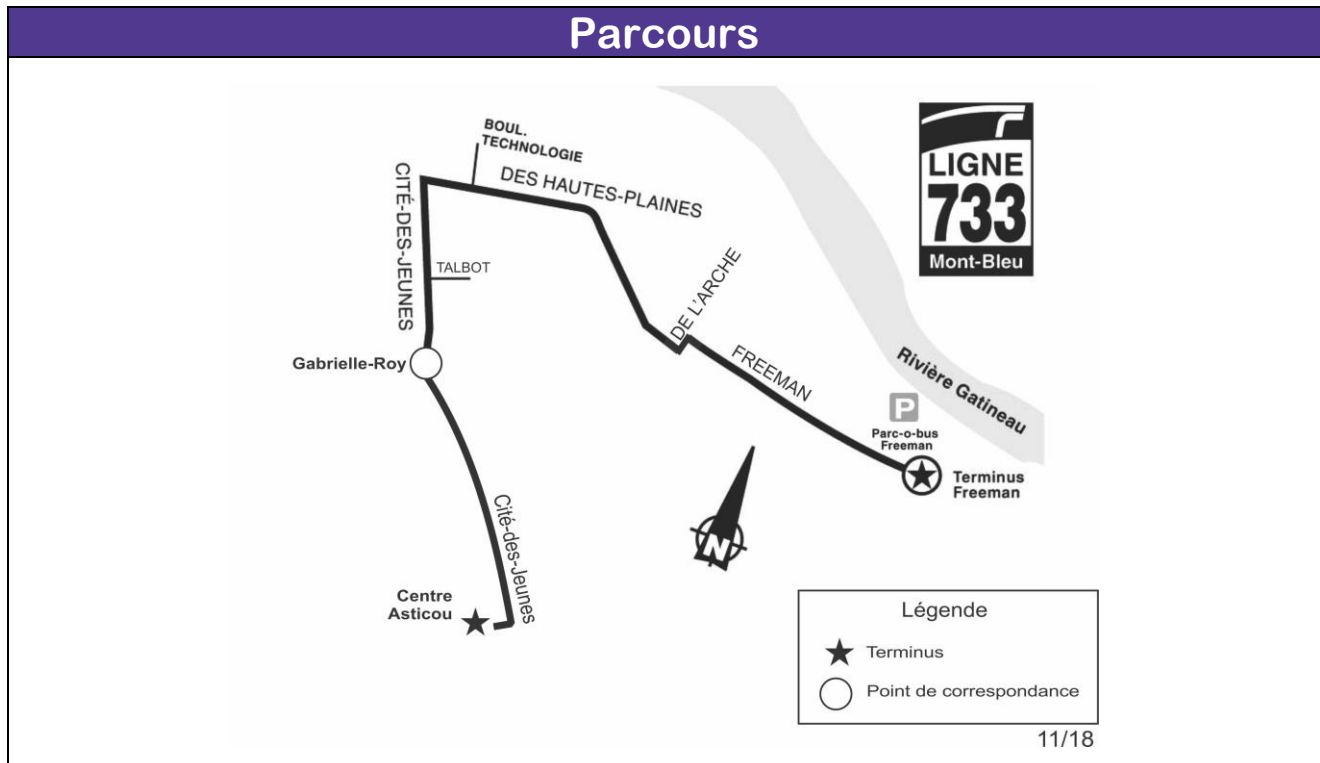 Parcours
BOUL.
TECHNOLOGIE
DES HAUTES-PLAINES
CITÉ-DES-JEUNES
TALBOT
DE L'ARCHE
FREEMAN
LIGNE
733
Mont-Bleu
Rivière Gatineau
Gabrielle-Roy
P
Parc-o-bus
Freeman
Terminus
Freeman
N
Cité-des-Jeunes
Centre
Asticou
Légende
Terminus
Point de correspondance
11/18